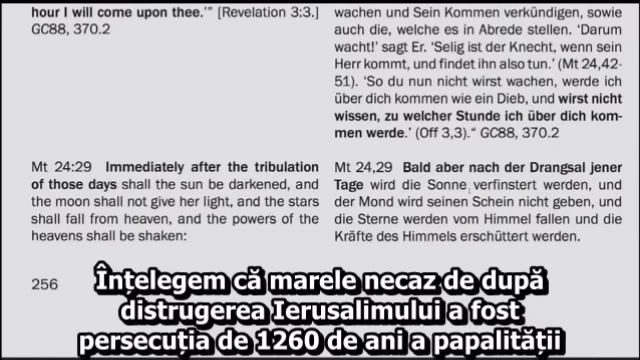 hour I will come upon thee.’” [Revelation 3:3.]
GC88, 370.2
Mt 24:29 Immediately after the tribulation
of those days shall the sun be darkened, and
the moon shall not give her light, and the stars
shall fall from heaven, and the powers of the
heavens shall be shaken:
256
wachen und Sein Kommen verkündigen, sowie
auch die, welche es in Abrede stellen. ‘Darum
wacht!’ sagt Er. ‘Selig ist der Knecht, wenn sein
Herr kommt, und findet ihn also tun.’ (Mt 24,42-
51). ‘So du nun nicht wirst wachen, werde ich
über dich kommen wie ein Dieb, und wirst nicht
wissen, zu welcher Stunde ich über dich kom-
men werde.’ (Off 3,3).“ GC88, 370.2
Mt 24,29 Bald aber nach der Drangsal jener
Tage wird die Sonne verfinstert werden, und
der Mond wird seinen Schein nicht geben, und
die Sterne werden vom Himmel fallen und die
Kräfte des Himmels erschüttert werden.
Înțelegem că marele necaz de după
distrugerea Ierusalimului a fost
persecuția de 1260 de ani a papalității